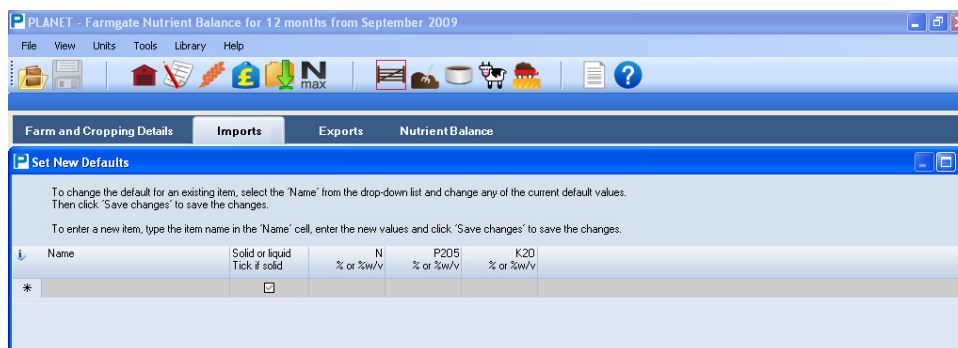 PLANET - Farmgate Nutrient Balance for 12 months from September 2009
File View Units Tools Library Help
N
max
£
?
Farm and Cropping Details Imports Exports Nutrient Balance
P Set New Defaults
To change the default for an existing item, select the 'Name' from the drop-down list and change any of the current default values.
Then click 'Save changes' to save the changes.
To enter a new item, type the item name in the 'Name' cell, enter the new values and click 'Save changes' to save the changes.
i Name Solid or liquid N P2O5 K2O
Tick if solid % or %w/v % or %w/v % or %w/v
*